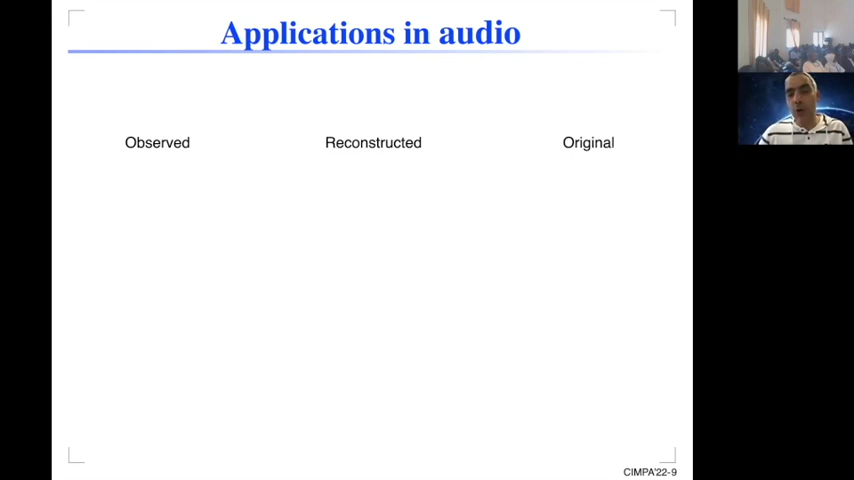 Applications in audio
Observed Reconstructed Original
CIMPA'22-9